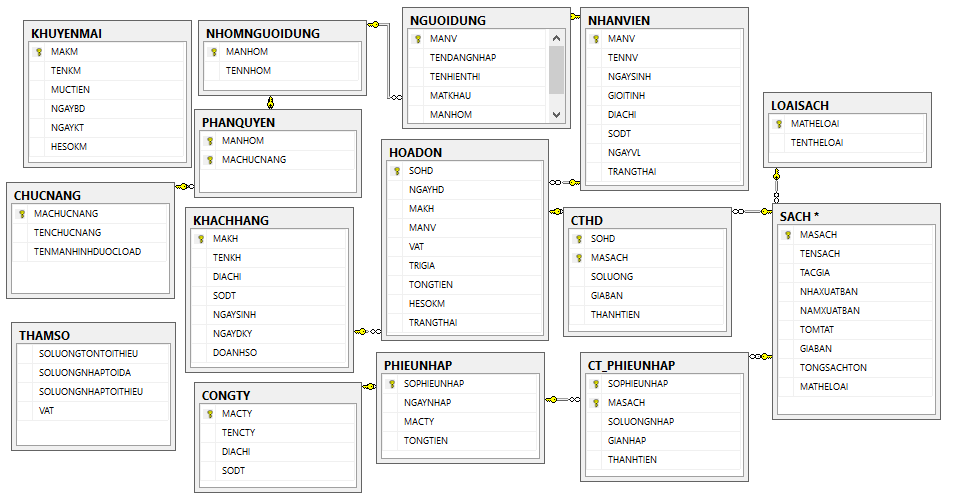 KHUYENMAI
MAKM
TENKM
MUCTIEN
NGAYBD
NGAYKT
HESOKM
NHOMNGUOIDUNG
MANHOM
TENNHOM
NGUOIDUNG
MANV
TENDANGNHAP
TENHIENTHI
MATKHAU
MANHOM
NHANVIEN
MANV
TENNV
NGAYSINH
GIOITINH
DIACHI
SODT
NGAYVL
TRANGTHAI
LOAISACH
MATHELOAI
TENTHELOAI
PHANQUYEN
MANHOM
MACHUCNANG
HOADON
SOHD
NGAYHD
MAKH
MANV
VAT
TRIGIA
TONGTIEN
HESOKM
TRANGTHAI
CHUCNANG
MACHUCNANG
TENCHUCNANG
TENMANHINHDUOCLOAD
KHACHHANG
MAKH
TENKH
DIACHI
SODT
NGAYSINH
NGAYDKY
DOANHSO
CTHD
SOHD
MASACH
SOLUONG
GIABAN
THANHTIEN
SACH *
MASACH
TENSACH
TACGIA
NHAXUATBAN
NAMXUATBAN
TOMTAT
GIABAN
TONGSACHTON
MATHELOAI
THAMSO
SOLUONGTONTOITHIEU
SOLUONGNHAPTOIDA
SOLUONGNHAPTOITHIEU
VAT
CONGTY
MACTY
TENCTY
DIACHI
SODT
PHIEUNHAP
SOPHIEUNHAP
NGAYNHAP
MACTY
TONGTIEN
CT_PHIEUNHAP
SOPHIEUNHAP
MASACH
SOLUONGNHAP
GIANHAP
THANHTIEN